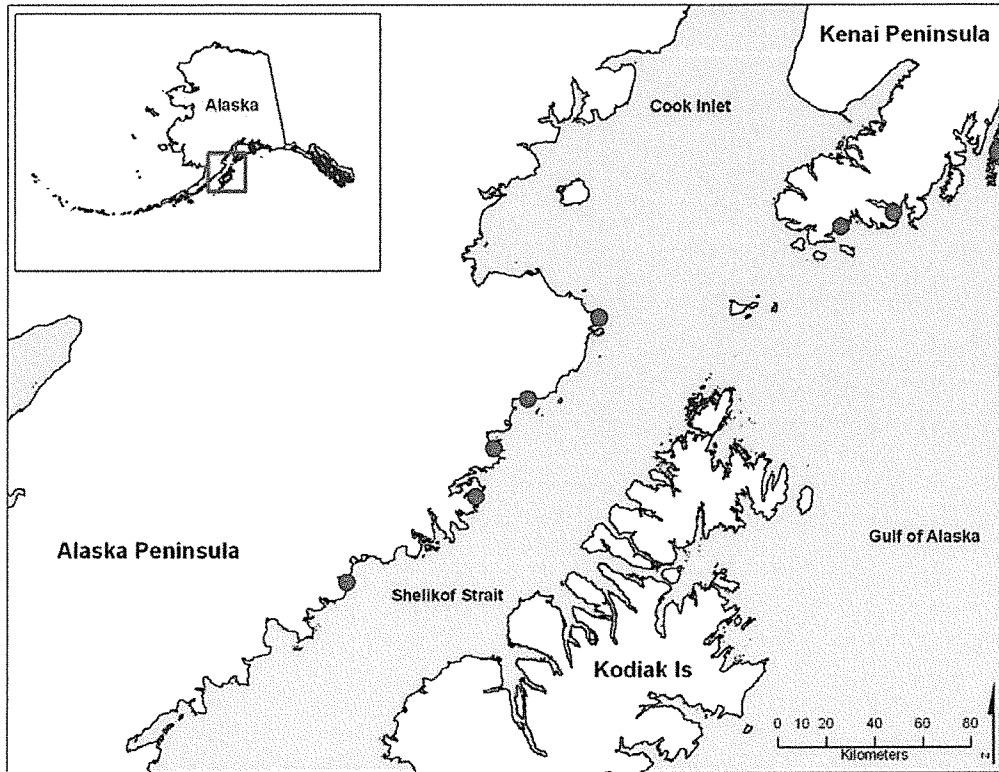 Kenai Peninsula
Cook Inlet
Alaska
Alaska Peninsula
Gulf of Alaska
Shelikof Strait
Kodiak Is
0 10 20 40 60 80
Kilometers
N